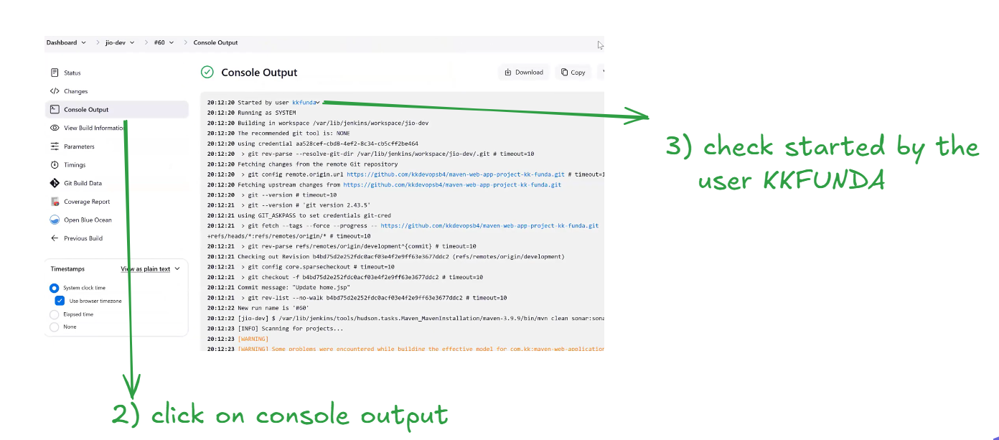 Dashboard > jio-dev > #60 > Console Output
Status
Changes
Console Output
View Build Information
Parameters
Timings
Git Build Data
Coverage Report
Open Blue Ocean
Previous Build
Timestamps View as plain text
System clock time
Use browser timezone
Elapsed time
None
Console Output Download Copy
20:12:20 Started by user kkfunda
20:12:20 Running as SYSTEM
20:12:20 Building in workspace /var/lib/jenkins/workspace/jio-dev
20:12:20 The recommended git tool is: NONE
20:12:20 using credential aa528cef-cbd8-4ef2-8c34-cb5cff2be464
20:12:20 > git rev-parse --resolve-git-dir /var/lib/jenkins/workspace/jio-dev/.git # timeout=10
20:12:20 Fetching changes from the remote Git repository
20:12:20 > git config remote.origin.url https://github.com/kkdevopsb4/maven-web-app-project-kk-funda.git # timeout=1
20:12:20 Fetching upstream changes from https://github.com/kkdevopsb4/maven-web-app-project-kk-funda.git
20:12:20 > git --version # timeout=10
20:12:21 > git --version # 'git version 2.43.5'
20:12:21 using GIT_ASKPASS to set credentials git-cred
20:12:21 > git fetch --tags --force --progress -- https://github.com/kkdevopsb4/maven-web-app-project-kk-funda.git
+refs/heads/*:refs/remotes/origin/* # timeout=10
20:12:21 > git rev-parse refs/remotes/origin/development^{commit} # timeout=10
20:12:21 Checking out Revision b4bd75d2e252fdc0acf03e4f2e9ff63e3677ddc2 (refs/remotes/origin/development)
20:12:21 > git config core.sparsecheckout # timeout=10
20:12:21 > git checkout -f b4bd75d2e252fdc0acf03e4f2e9ff63e3677ddc2 # timeout=10
20:12:21 Commit message: "Update home.jsp"
20:12:21 > git rev-list --no-walk b4bd75d2e252fdc0acf03e4f2e9ff63e3677ddc2 # timeout=10
20:12:22 New run name is '#60'
20:12:22 [jio-dev] $ /var/lib/jenkins/tools/hudson.tasks.Maven_MavenInstallation/maven-3.9.9/bin/mvn clean sonar:sona
20:12:23 [INFO] Scanning for projects...
20:12:23 [WARNING]
20:12:23 [WARNING] Some problems were encountered while building the effective model for com.kk:maven-web-application
3) check started by the
user KKFUNDA
2) click on console output